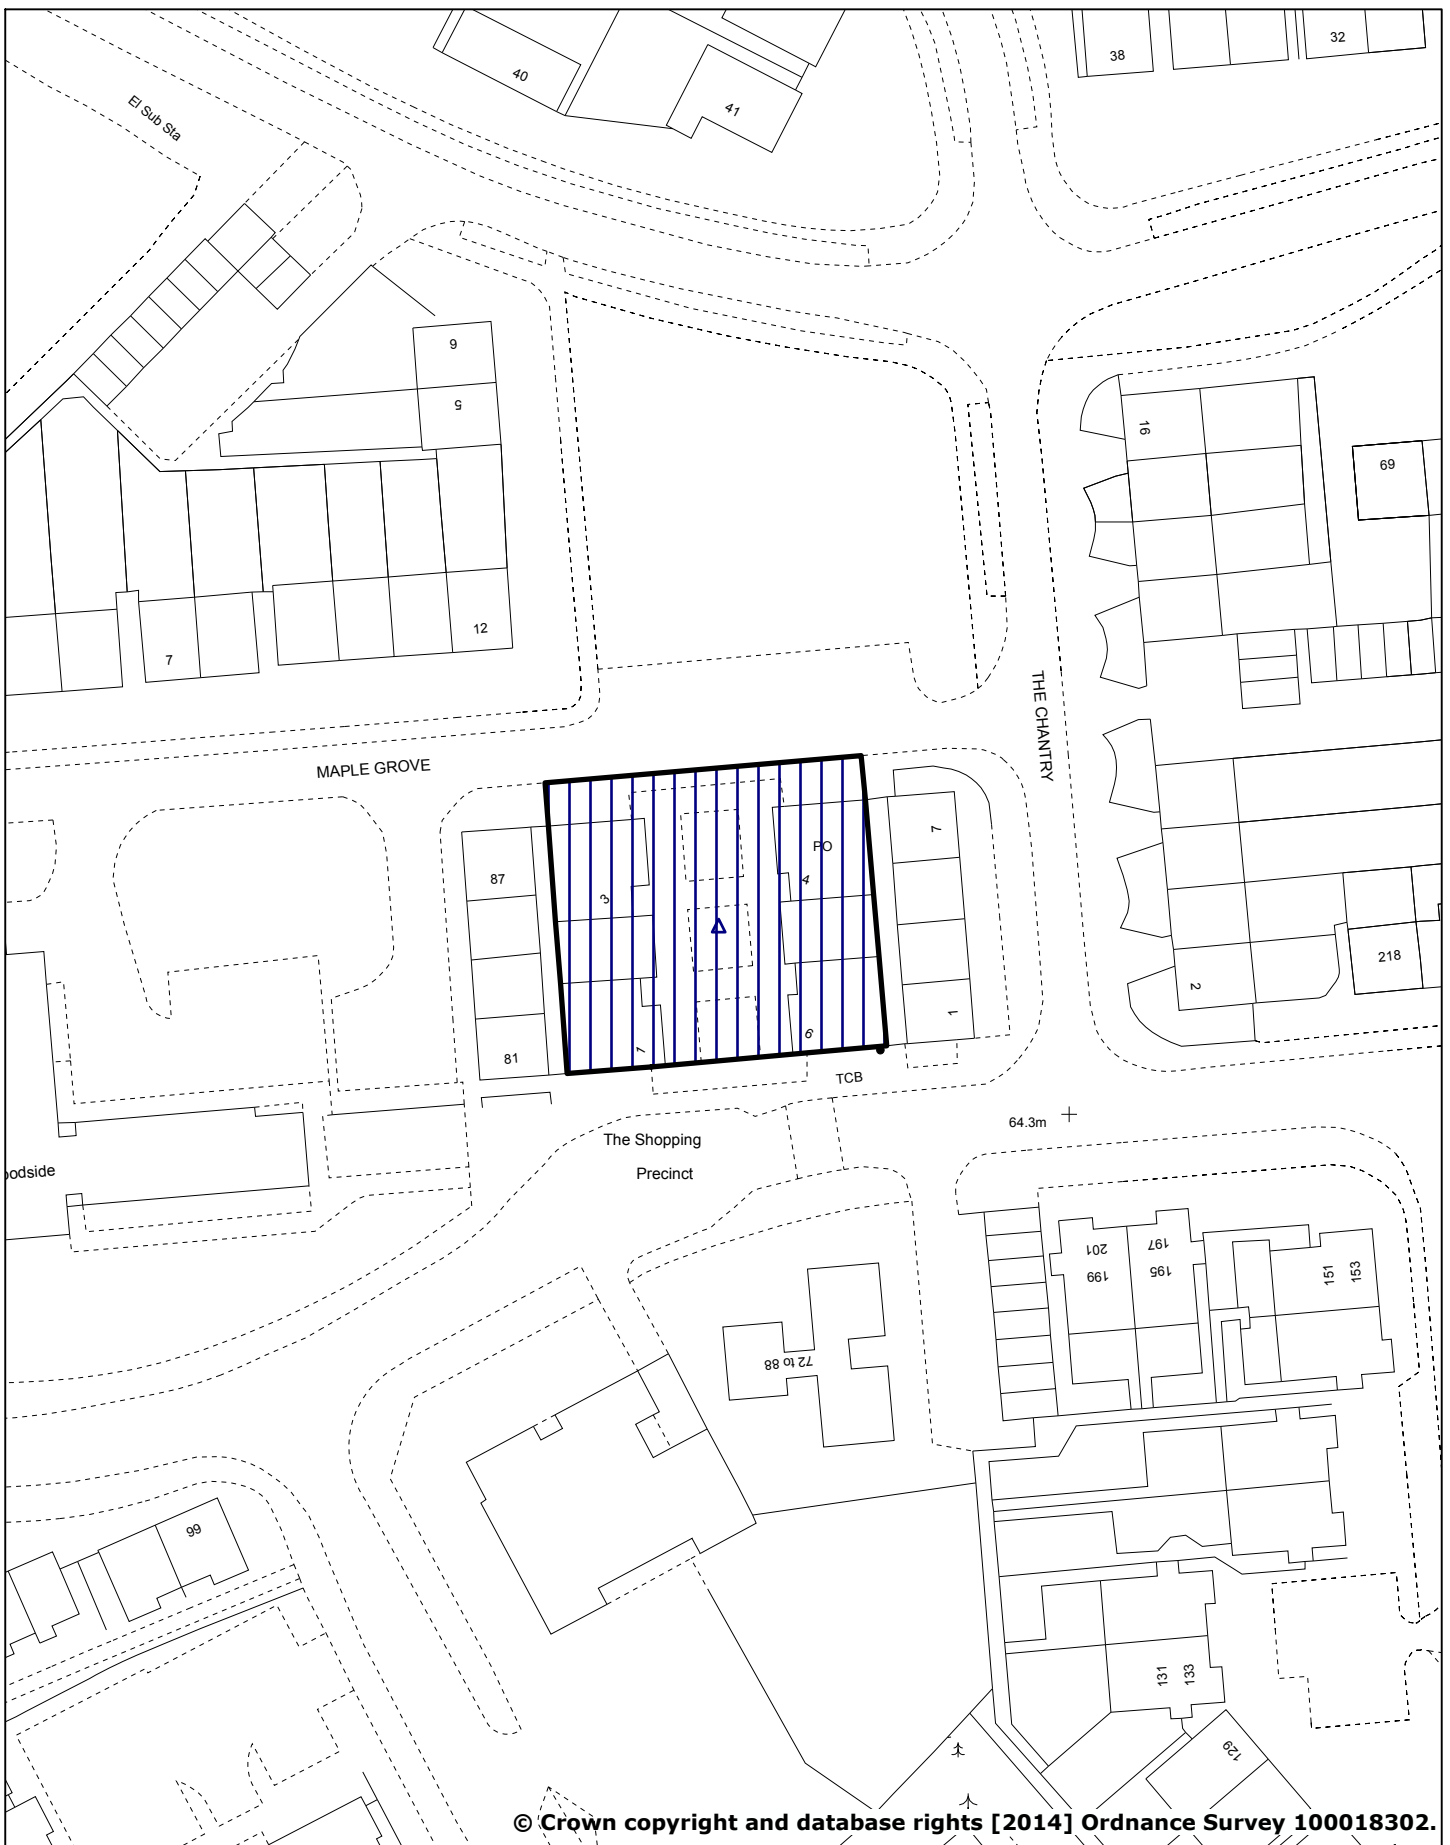 40
41
38
32
El Sub Sta
9
5
16
69
12
7
THE CHANTRY
MAPLE GROVE
PO
7
87
3
4
218
2
1
81
1
6
TCB
64.3m
The Shopping
Precinct
oodside
201
197
199
195
151
153
72 to 88
99
131
133
129
© Crown copyright and database rights [2014] Ordnance Survey 100018302.